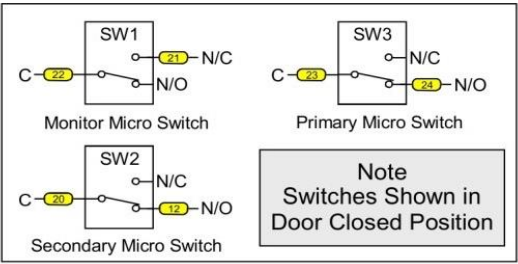 SW1
C 22 21 N/C
N/O
Monitor Micro Switch
SW3
N/C
C 23 24 N/O
Primary Micro Switch
SW2
N/C
C 20 12 N/O
Secondary Micro Switch
Note
Switches Shown in
Door Closed Position